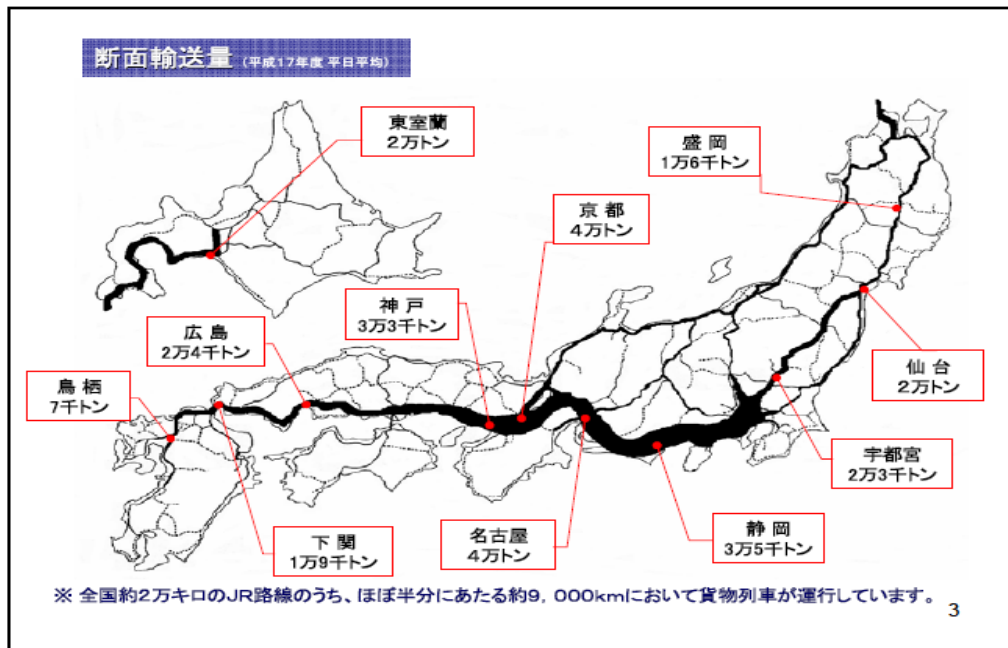 断面輸送量 (平成17年度 平日平均)
東室蘭
2万トン
盛岡
1万6千トン
京都
4万トン
神戸
3万3千トン
広島
2万4千トン
鳥栖
7千トン
仙台
2万トン
宇都宮
2万3千トン
下関
1万9千トン
名古屋
4万トン
静岡
3万5千トン
※ 全国約2万キロのJR路線のうち、ほぼ半分にあたる約9,000kmにおいて貨物列車が運行しています。
3